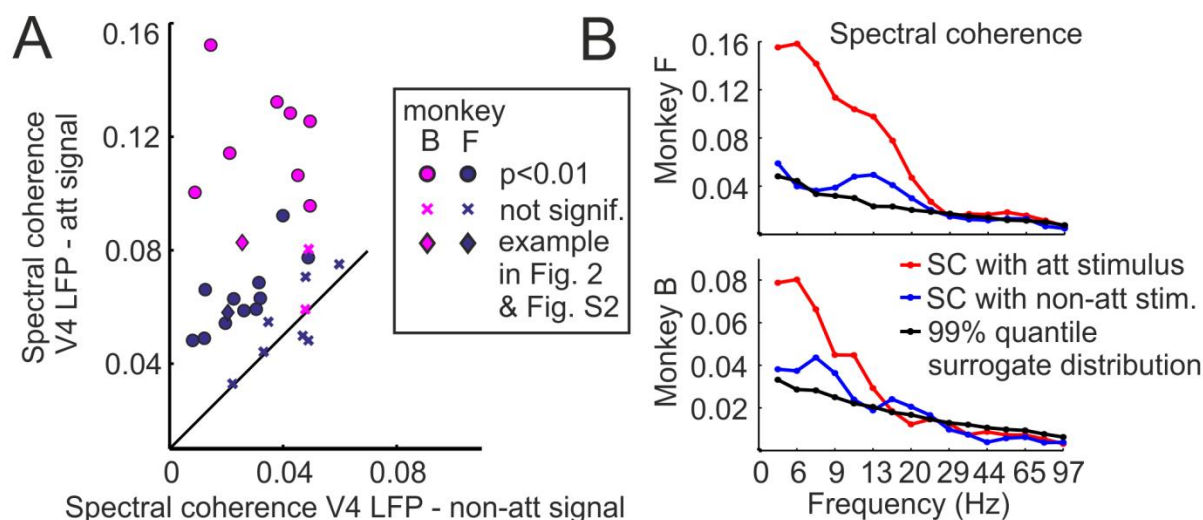 A
0.16
0.12
0.08
0.04
0
0.04
0.08
Spectral coherence
V4 LFP - att signal
Spectral coherence V4 LFP - non-att signal
monkey
B F
p<0.01
not signif.
example
in Fig. 2
& Fig. S2
B
Spectral coherence
Monkey F
0.16
0.12
0.08
0.04
Monkey B
0.08
0.06
0.04
0.02
SC with att stimulus
SC with non-att stim.
99% quantile
surrogate distribution
0 6 9 13 20 29 44 65 97
Frequency (Hz)